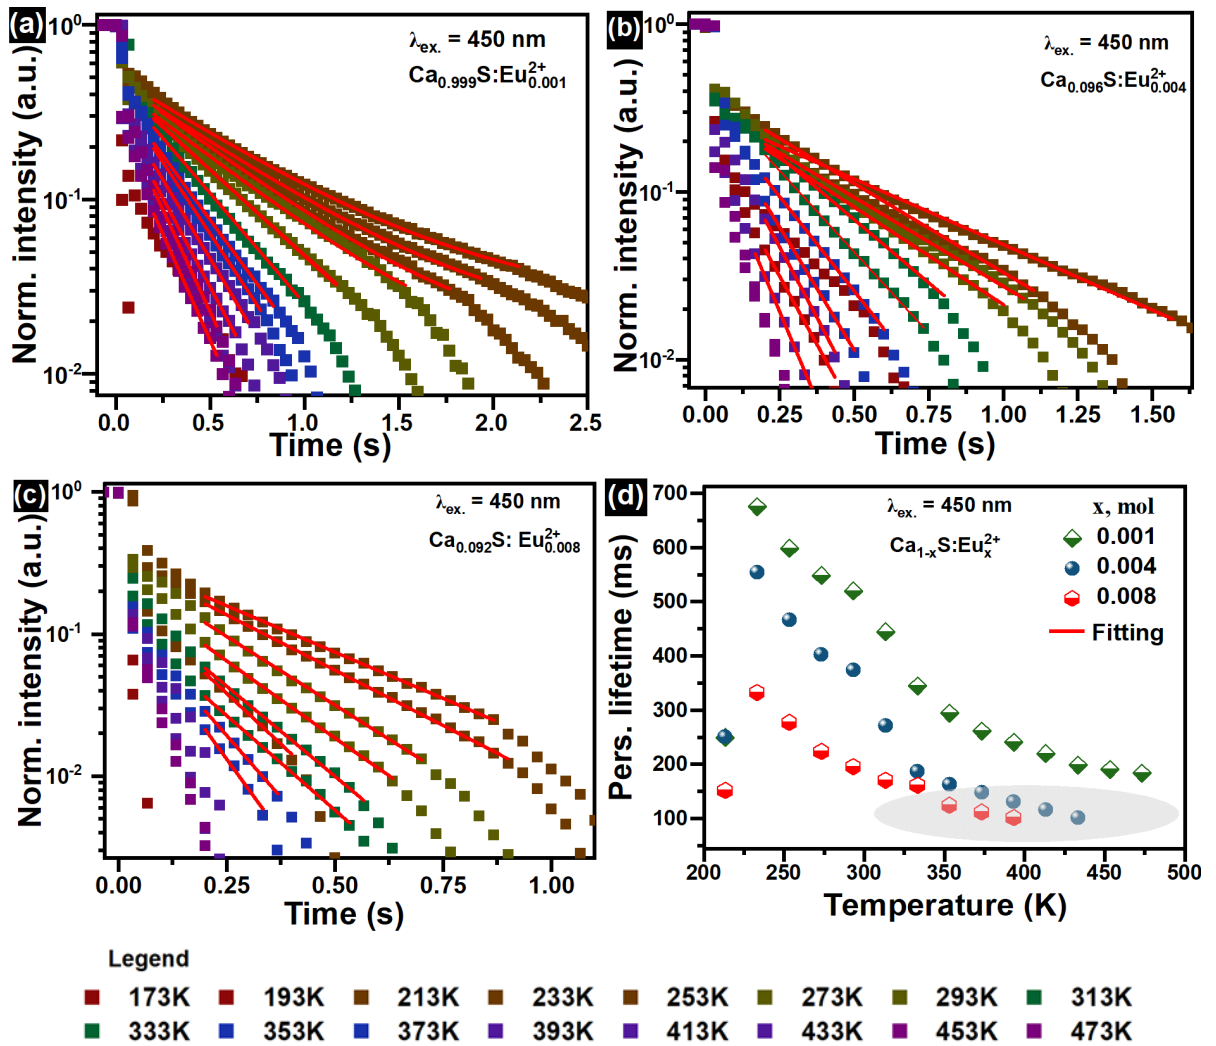 (a)
λex. = 450 nm
Ca0.999S:Eu2+0.001
Norm. intensity (a.u.)
10^0
10^-1
10^-2
0.0 0.5 1.0 1.5 2.0 2.5
Time (s)
(b)
λex. = 450 nm
Ca0.096S:Eu2+0.004
Norm. intensity (a.u.)
10^0
10^-1
10^-2
0.00 0.25 0.50 0.75 1.00 1.25 1.50
Time (s)
(c)
λex. = 450 nm
Ca0.092S: Eu2+0.008
Norm. intensity (a.u.)
10^0
10^-1
10^-2
0.00 0.25 0.50 0.75 1.00
Time (s)
(d)
λex. = 450 nm
Ca1-xS:Eu2+x
x, mol
0.001
0.004
0.008
Fitting
Pers. lifetime (ms)
700
600
500
400
300
200
100
200 250 300 350 400 450 500
Temperature (K)
Legend
173K 193K 213K 233K 253K 273K 293K 313K
333K 353K 373K 393K 413K 433K 453K 473K